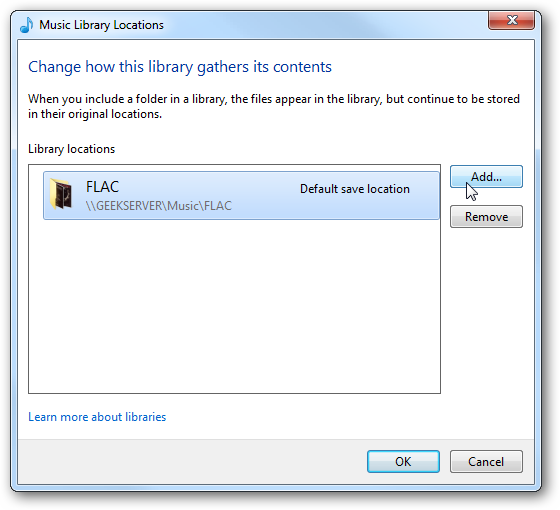 Music Library Locations
Change how this library gathers its contents
When you include a folder in a library, the files appear in the library, but continue to be stored
in their original locations.
Library locations
FLAC
Default save location
\\GEEKSERVER\Music\FLAC
Add...
Remove
Learn more about libraries
OK
Cancel